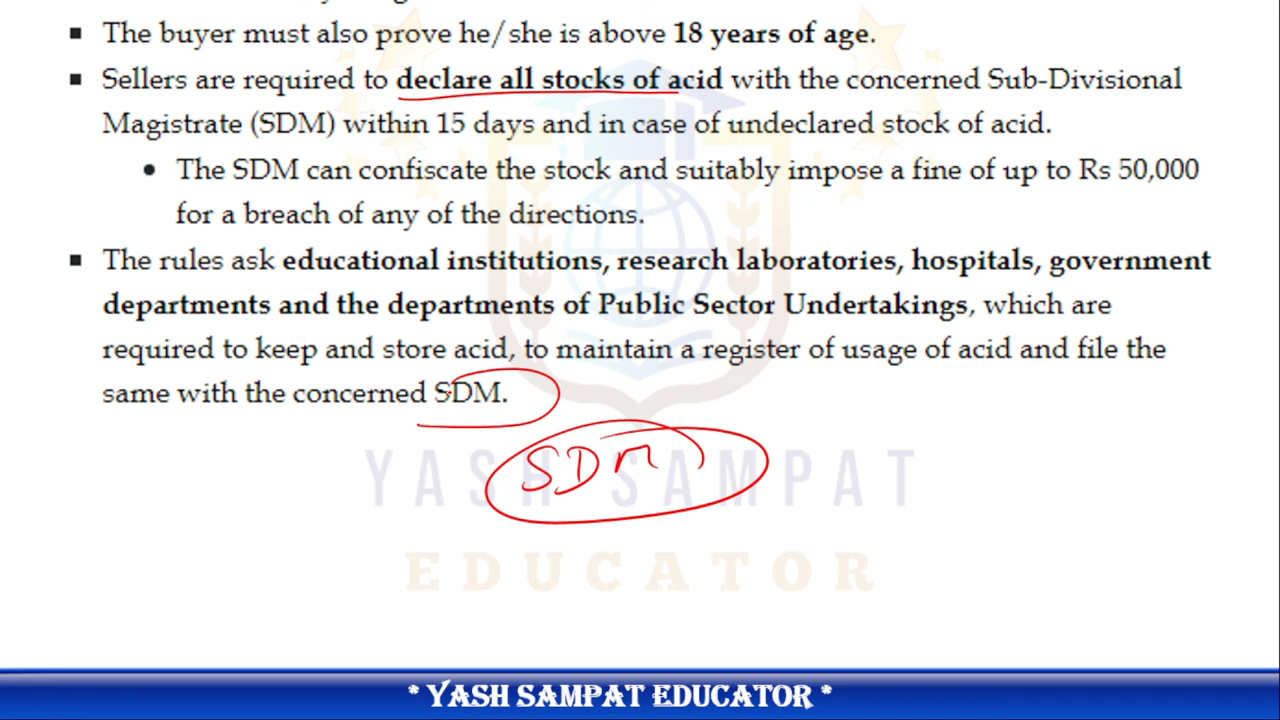 ▪ The buyer must also prove he/she is above 18 years of age.
▪ Sellers are required to declare all stocks of acid with the concerned Sub-Divisional
Magistrate (SDM) within 15 days and in case of undeclared stock of acid.
• The SDM can confiscate the stock and suitably impose a fine of up to Rs 50,000
for a breach of any of the directions.
▪ The rules ask educational institutions, research laboratories, hospitals, government
departments and the departments of Public Sector Undertakings, which are
required to keep and store acid, to maintain a register of usage of acid and file the
same with the concerned SDM.
SDM
YASH SAMPAT
EDUCATOR
* YASH SAMPAT EDUCATOR *